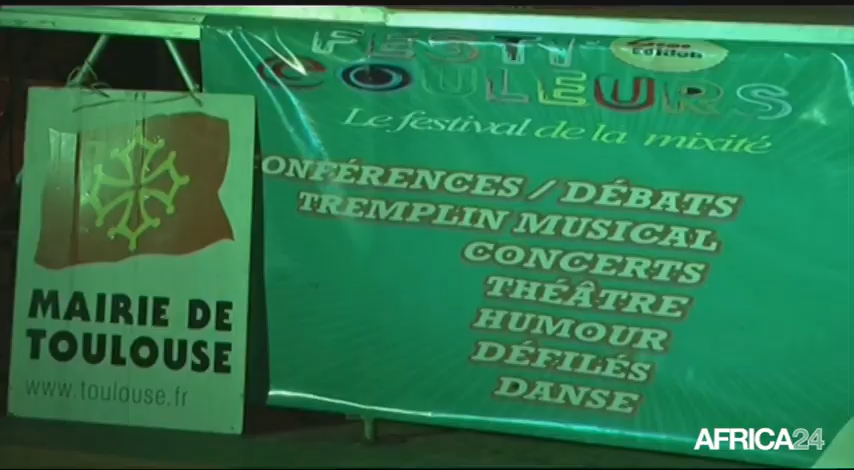 FESTI
COULEURS
Le festival de la mixité
CONFÉRENCES / DÉBATS
TREMPLIN MUSICAL
CONCERTS
THÉÂTRE
HUMOUR
DÉFILÉS
DANSE
MAIRIE DE
TOULOUSE
www.toulouse.fr
AFRICA24